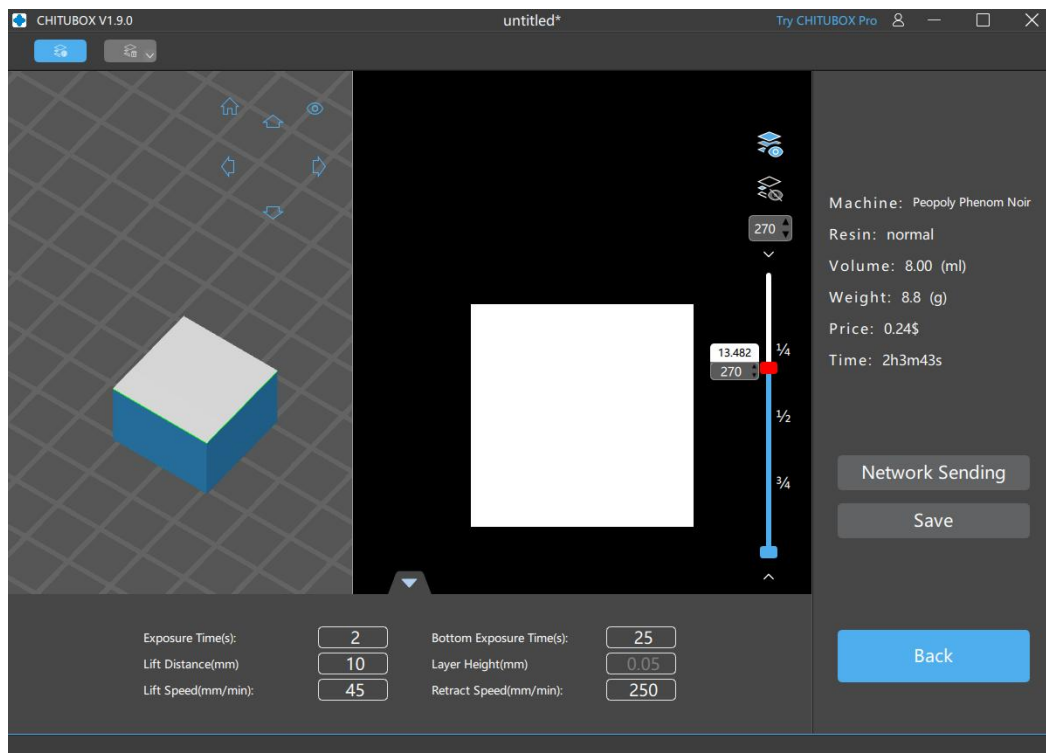 CHITUBOX V1.9.0
untitled*
Try CHITUBOX Pro
270
13.482
270
¼
½
¾
Machine: Peopoly Phenom Noir
Resin: normal
Volume: 8.00 (ml)
Weight: 8.8 (g)
Price: 0.24$
Time: 2h3m43s
Network Sending
Save
Back
Exposure Time(s): 2
Bottom Exposure Time(s): 25
Lift Distance(mm) 10
Layer Height(mm) 0.05
Lift Speed(mm/min): 45
Retract Speed(mm/min): 250